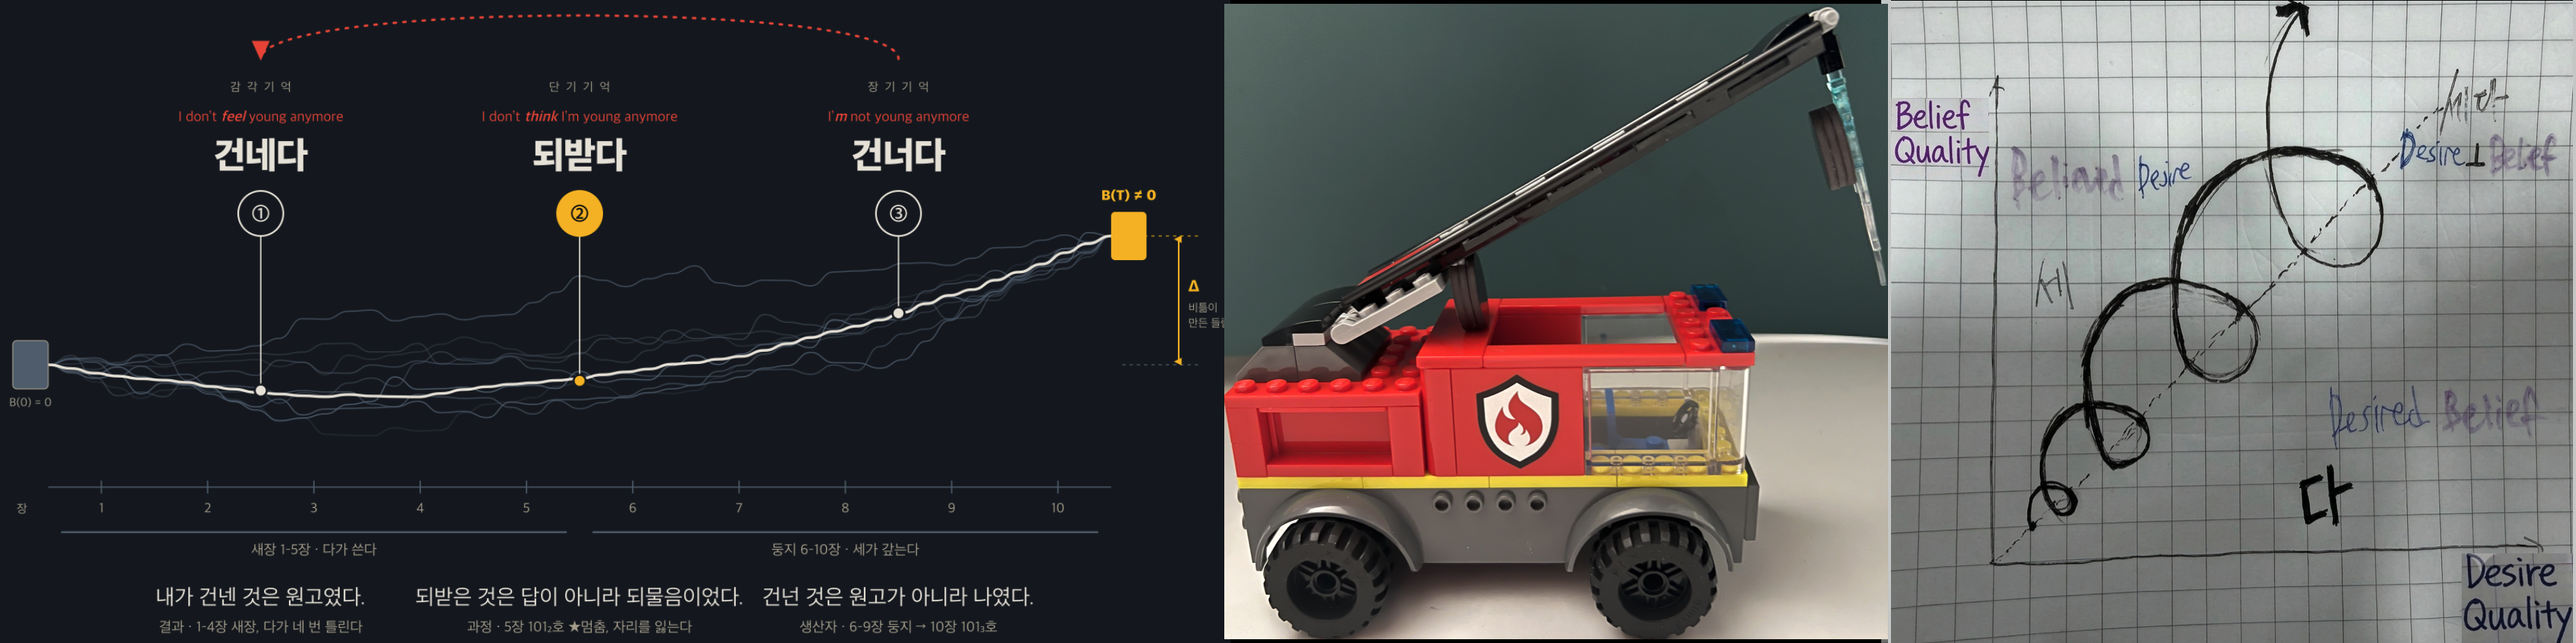 감각기억
단기기억
장기기억
I don't feel young anymore
I don't think I'm young anymore
I'm not young anymore
건네다
되받다
건너다
①
②
③
B(T) ≠ 0
Δ
비틂이
만든 들
B(0) = 0
장 1 2 3 4 5 6 7 8 9 10
새장 1-5장 · 다가 쓴다
둥지 6-10장 · 세가 갚는다
내가 건넨 것은 원고였다.
되받은 것은 답이 아니라 되물음이었다.
건넌 것은 원고가 아니라 나였다.
결과 · 1-4장 새장, 다가 네 번 틀린다
과정 · 5장 101₂호 ★멈춤, 자리를 잃는다
생산자 · 6-9장 둥지 → 10장 101₃호
Belief
Quality
Believed Desire
세
세다
Desire⊥Belief
Desired Belief
다
Desire
Quality